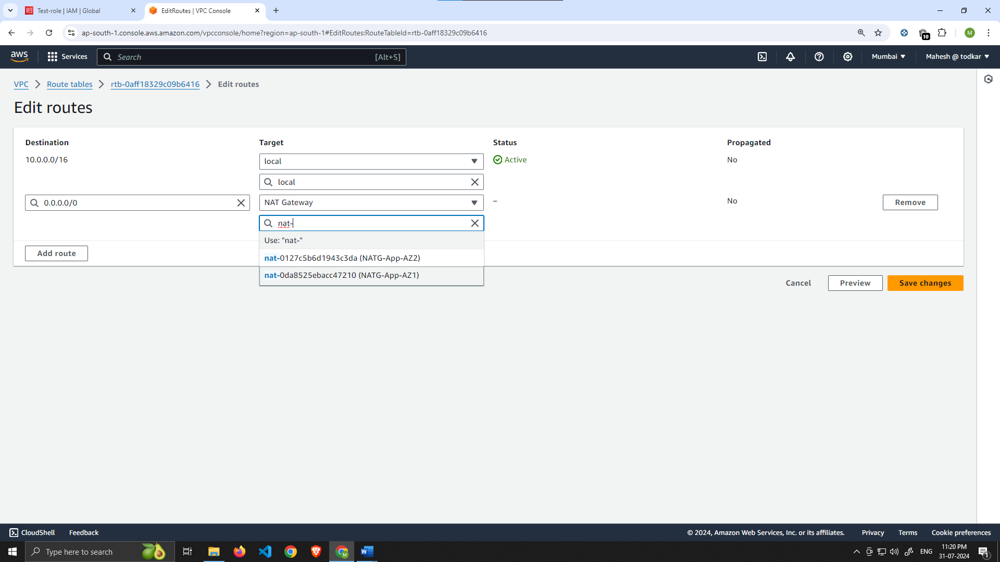 Test-role | IAM | Global
EditRoutes | VPC Console
ap-south-1.console.aws.amazon.com/vpcconsole/home?region=ap-south-1#EditRoutes:RouteTableId=rtb-0aff18329c09b6416
10
M
aws
Services
Search
[Alt+S]
Mumbai
Mahesh @ todkar
VPC
Route tables
rtb-0aff18329c09b6416
Edit routes
Edit routes
Destination
Target
Status
Propagated
10.0.0.0/16
local
Active
No
local
0.0.0.0/0
NAT Gateway
–
No
Remove
nat-
Use: "nat-"
nat-0127c5b6d1943c3da (NATG-App-AZ2)
nat-0da8525ebacc47210 (NATG-App-AZ1)
Add route
Cancel
Preview
Save changes
CloudShell
Feedback
© 2024, Amazon Web Services, Inc. or its affiliates.
Privacy
Terms
Cookie preferences
Type here to search
M
W
ENG
11:20 PM
31-07-2024
1